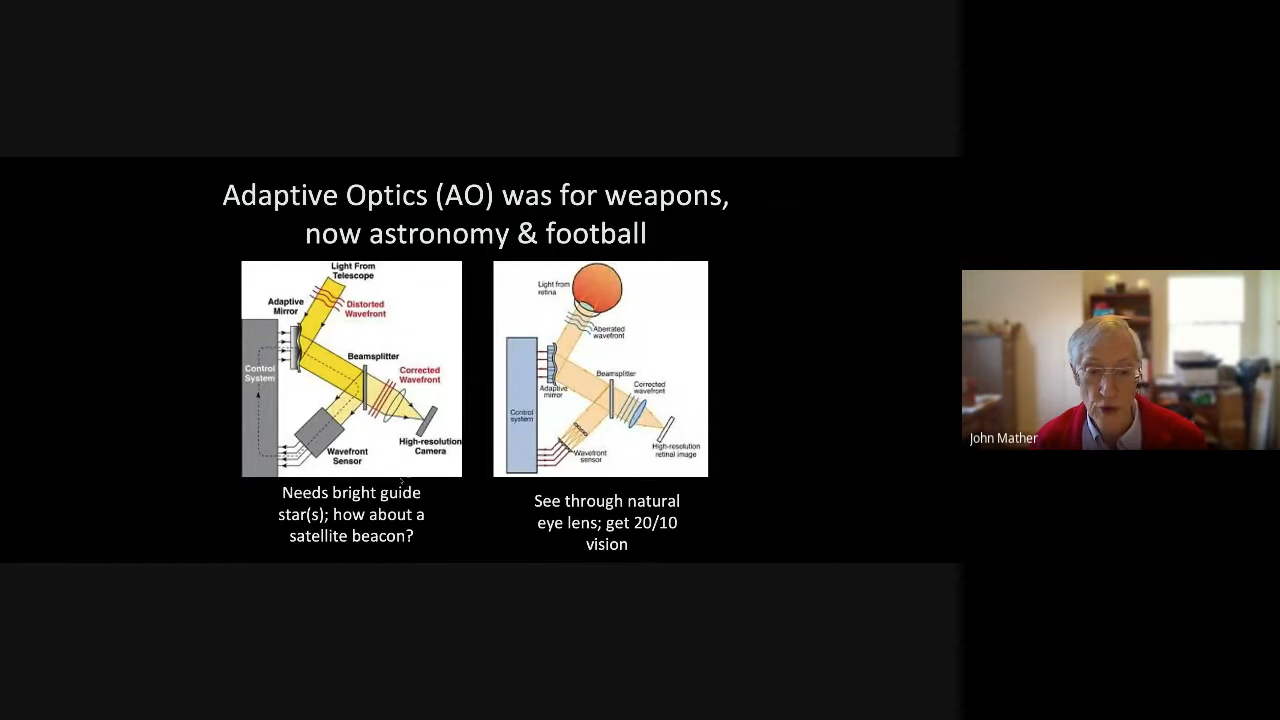 Adaptive Optics (AO) was for weapons,
now astronomy & football
Light From
Telescope
Adaptive
Mirror
Distorted
Wavefront
Beamsplitter
Control
System
Corrected
Wavefront
High-resolution
Camera
Wavefront
Sensor
Needs bright guide
star(s); how about a
satellite beacon?
Light from
retina
Aberrated
wavefront
Beamsplitter
Adaptive
mirror
Corrected
wavefront
Control
system
High-resolution
retinal image
Wavefront
sensor
See through natural
eye lens; get 20/10
vision
John Mather